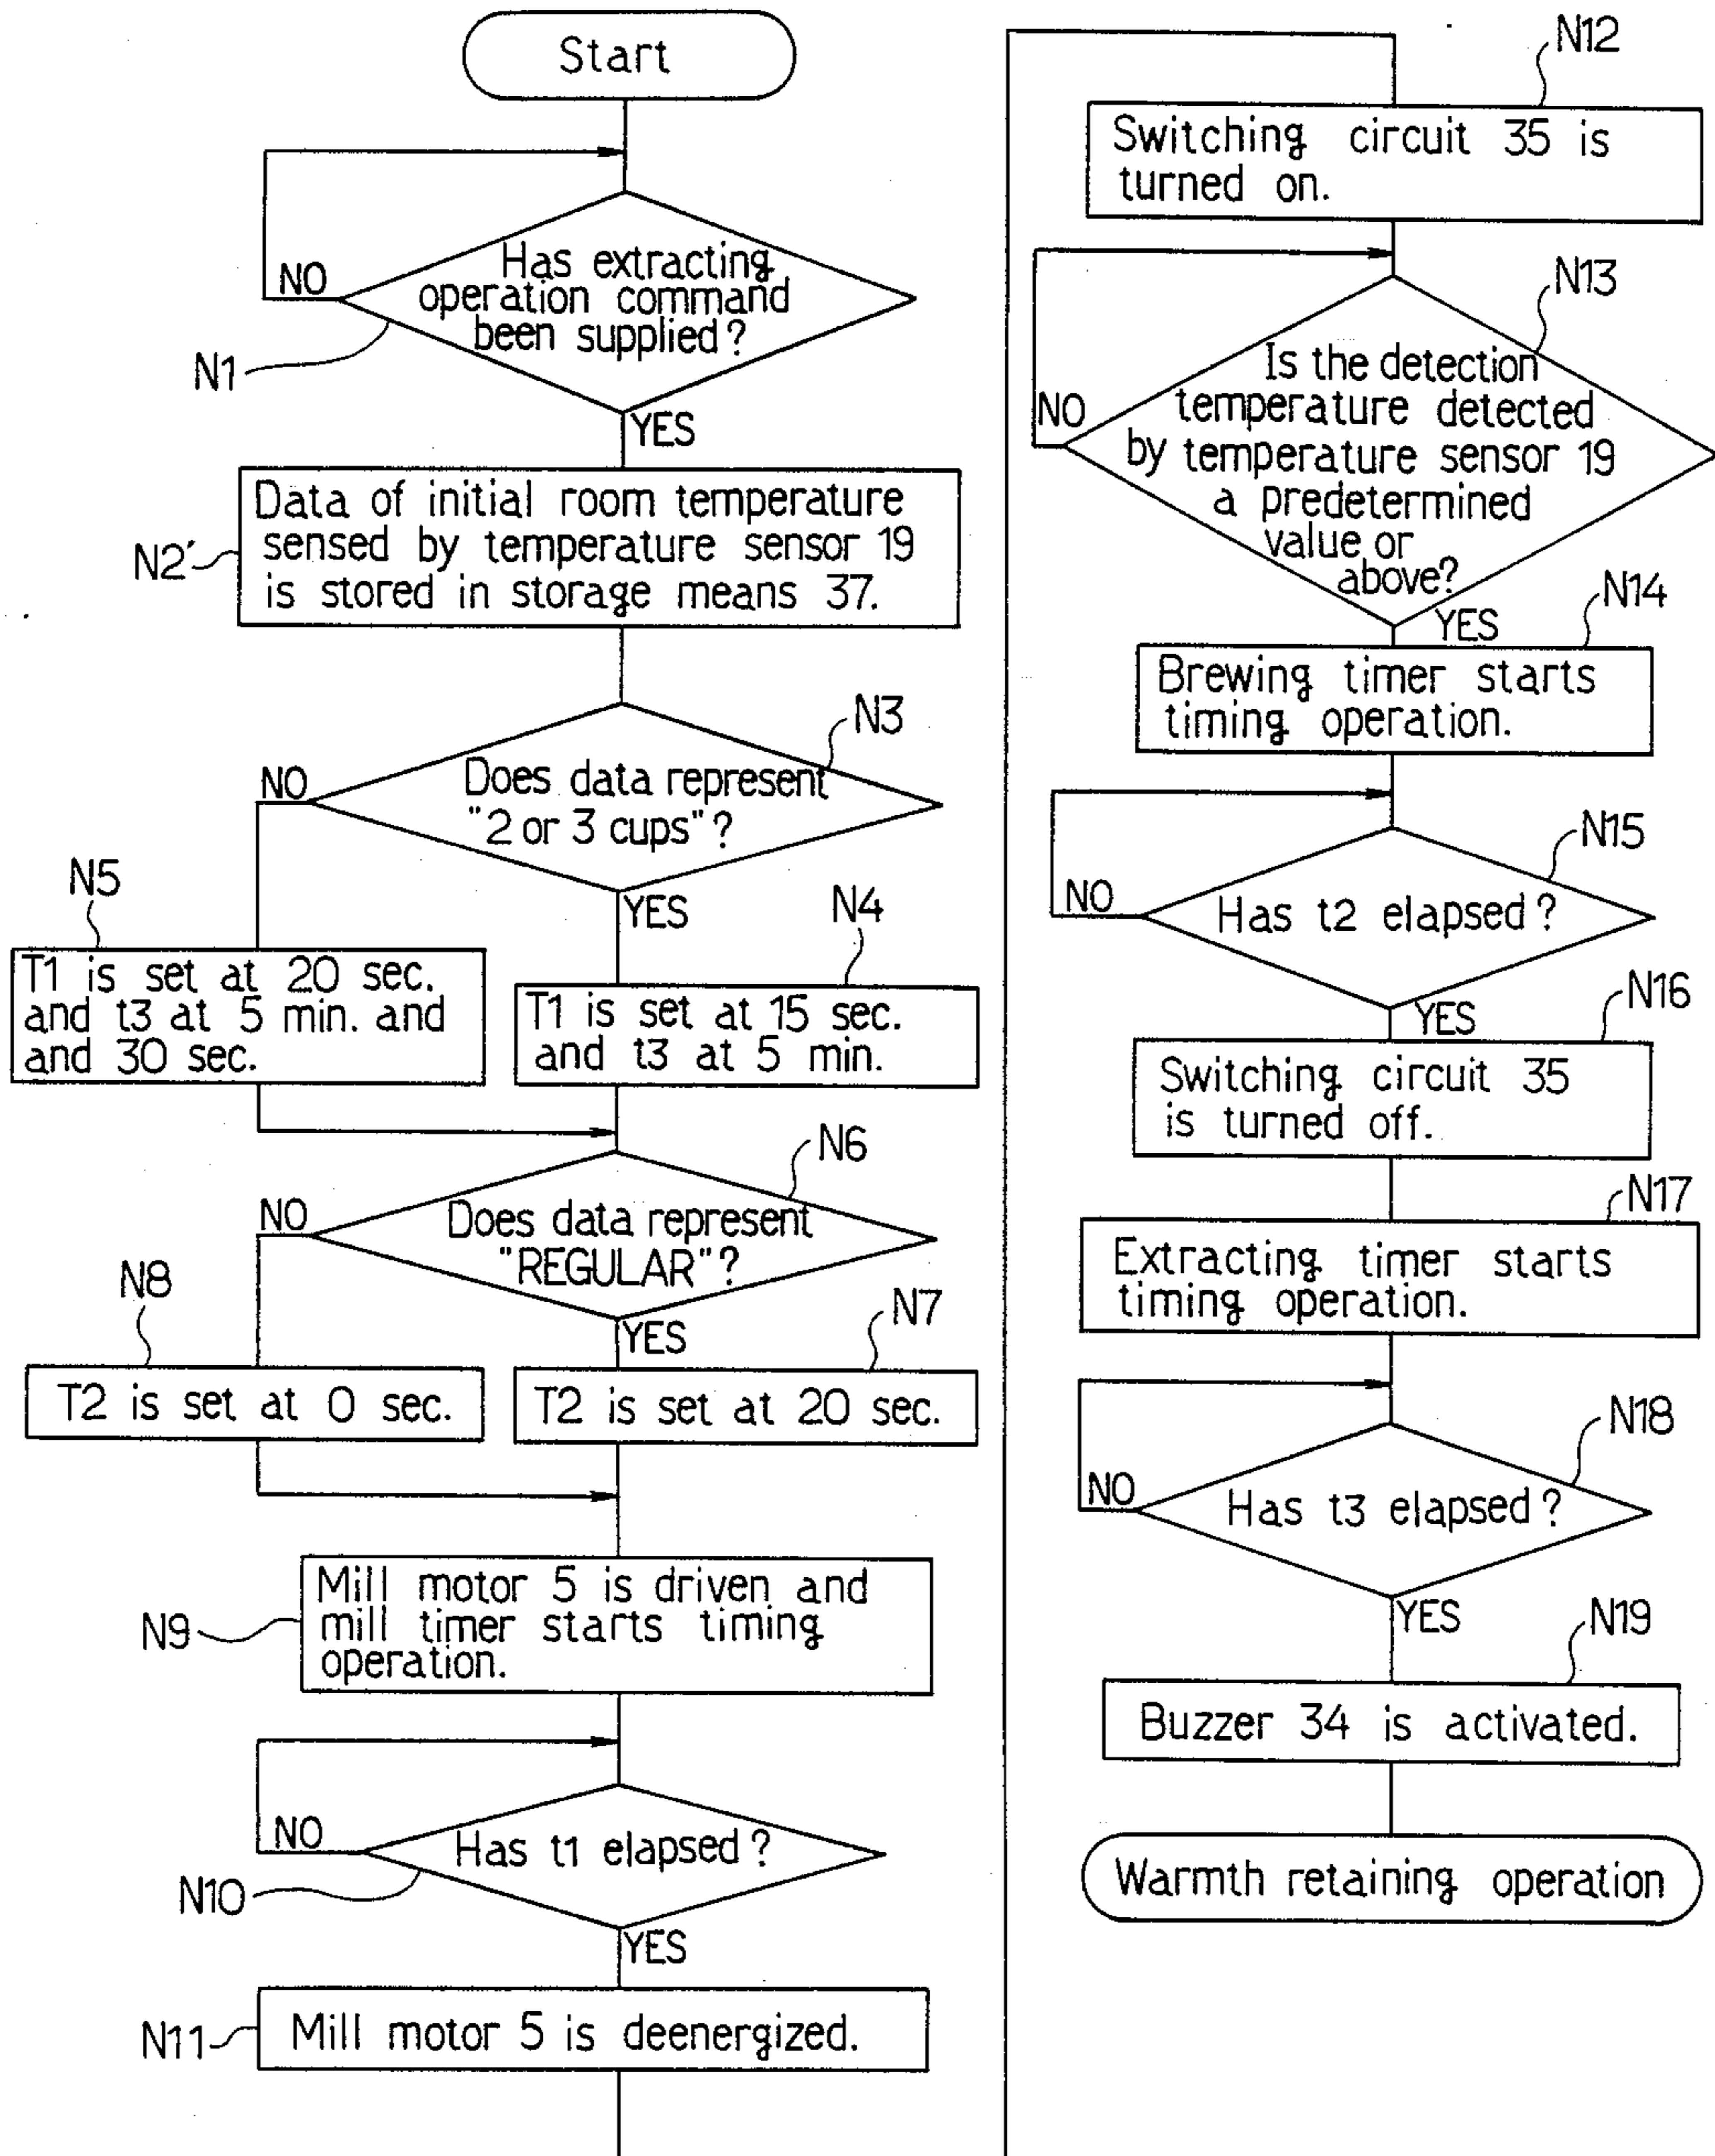 Start
NO
Has extracting
operation command
been supplied?
N1
YES
Data of initial room temperature
sensed by temperature sensor 19
is stored in storage means 37.
N2'
N3
NO
Does data represent
"2 or 3 cups"?
N5
YES
N4
T1 is set at 20 sec.
and t3 at 5 min. and
and 30 sec.
T1 is set at 15 sec.
and t3 at 5 min.
N6
NO
Does data represent
"REGULAR"?
N8
YES
N7
T2 is set at 0 sec.
T2 is set at 20 sec.
Mill motor 5 is driven and
mill timer starts timing
operation.
N9
NO
Has t1 elapsed?
N10
YES
N11
Mill motor 5 is deenergized.
N12
Switching circuit 35 is
turned on.
N13
NO
Is the detection
temperature detected
by temperature sensor 19
a predetermined
value or
above?
N14
YES
Brewing timer starts
timing operation.
N15
NO
Has t2 elapsed?
N16
YES
Switching circuit 35
is turned off.
N17
Extracting timer starts
timing operation.
N18
NO
Has t3 elapsed?
YES
N19
Buzzer 34 is activated.
Warmth retaining operation